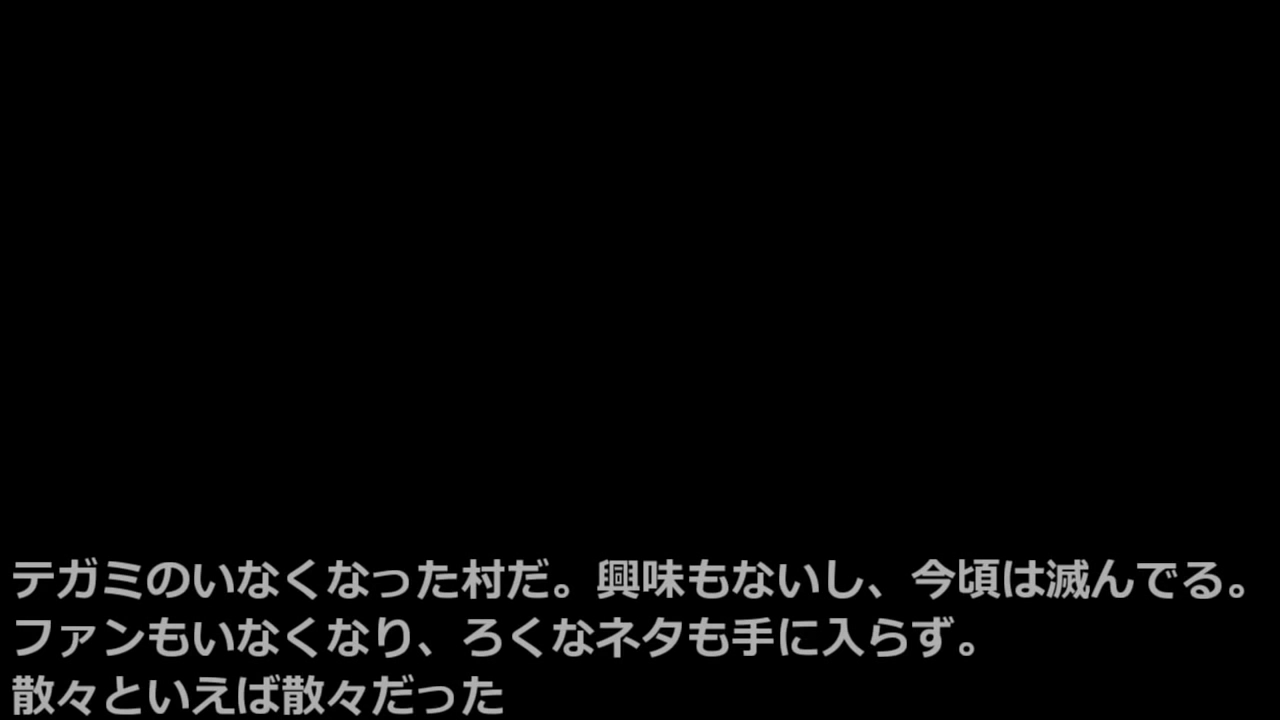 テガミのいなくなった村だ。興味もないし、今頃は滅んでる。
ファンもいなくなり、ろくなネタも手に入らず。
散々といえば散々だった